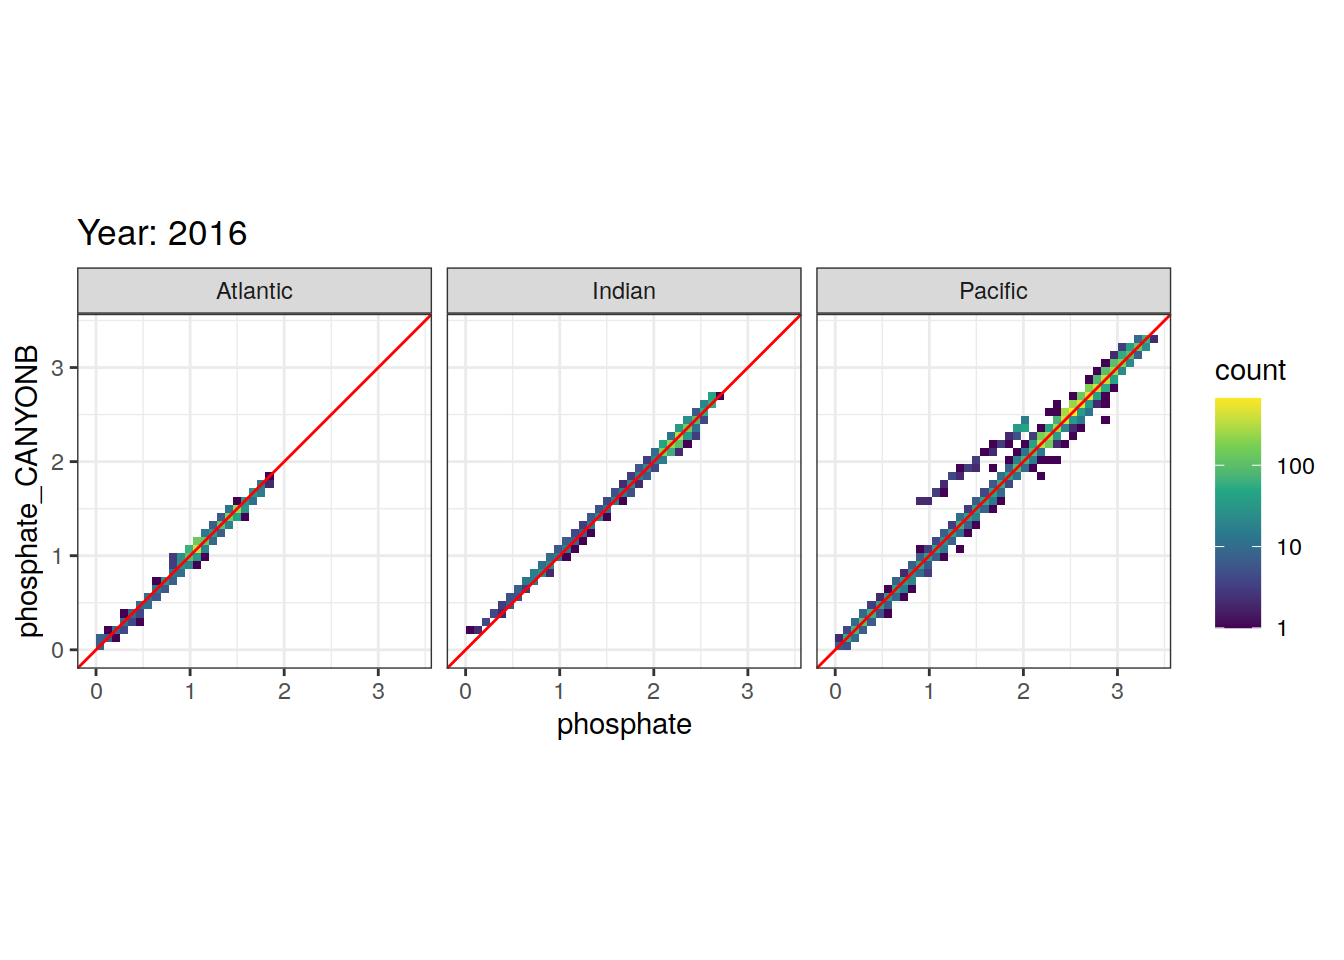 Year: 2016
Atlantic
Indian
Pacific
phosphate_CANYONB
3
2
1
0
0 1 2 3
0 1 2 3
0 1 2 3
phosphate
count
100
10
1